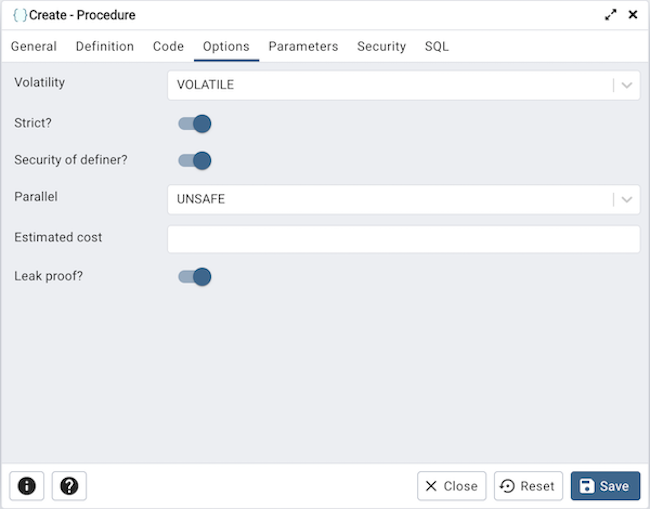 Create - Procedure
General Definition Code Options Parameters Security SQL
Volatility VOLATILE
Strict?
Security of definer?
Parallel UNSAFE
Estimated cost
Leak proof?
Close Reset Save